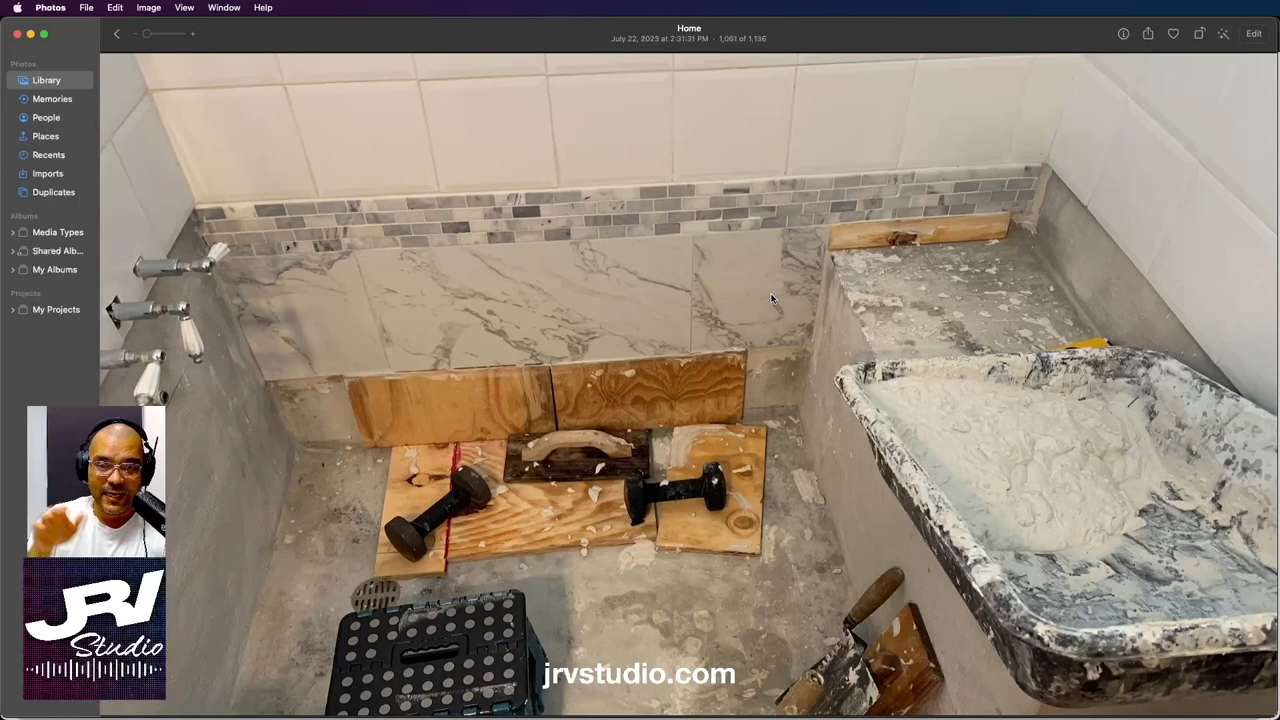 Photos File Edit Image View Window Help
Home
July 22, 2023 at 2:31:31 PM - 1,061 of 1,136
Edit
Photos
Library
Memories
People
Places
Recents
Imports
Duplicates
Albums
Media Types
Shared Alb...
My Albums
Projects
My Projects
JRV
Studio
jrvstudio.com